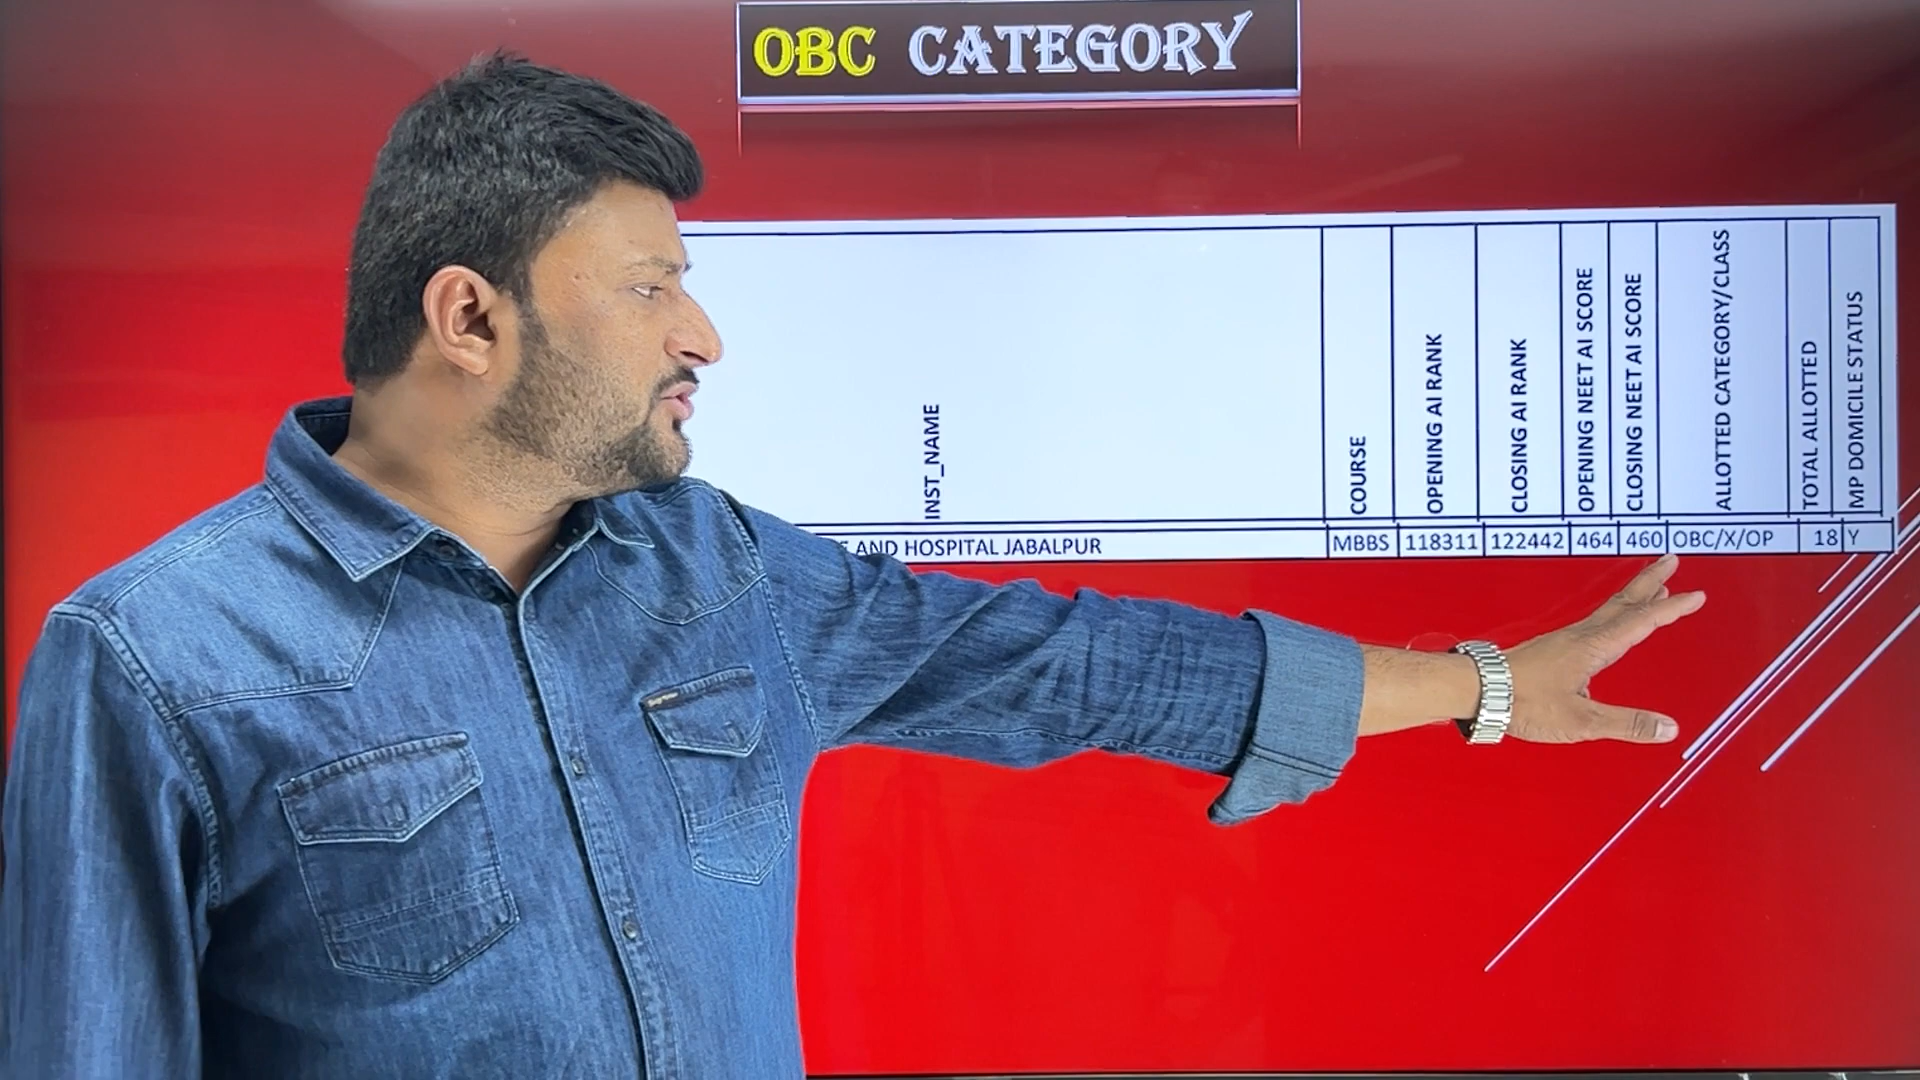 OBC CATEGORY
INST_NAME
COURSE
OPENING AI RANK
CLOSING AI RANK
OPENING NEET AI SCORE
CLOSING NEET AI SCORE
ALLOTTED CATEGORY/CLASS
TOTAL ALLOTTED
MP DOMICILE STATUS
AND HOSPITAL JABALPUR MBBS 118311 122442 464 460 OBC/X/OP 18 Y